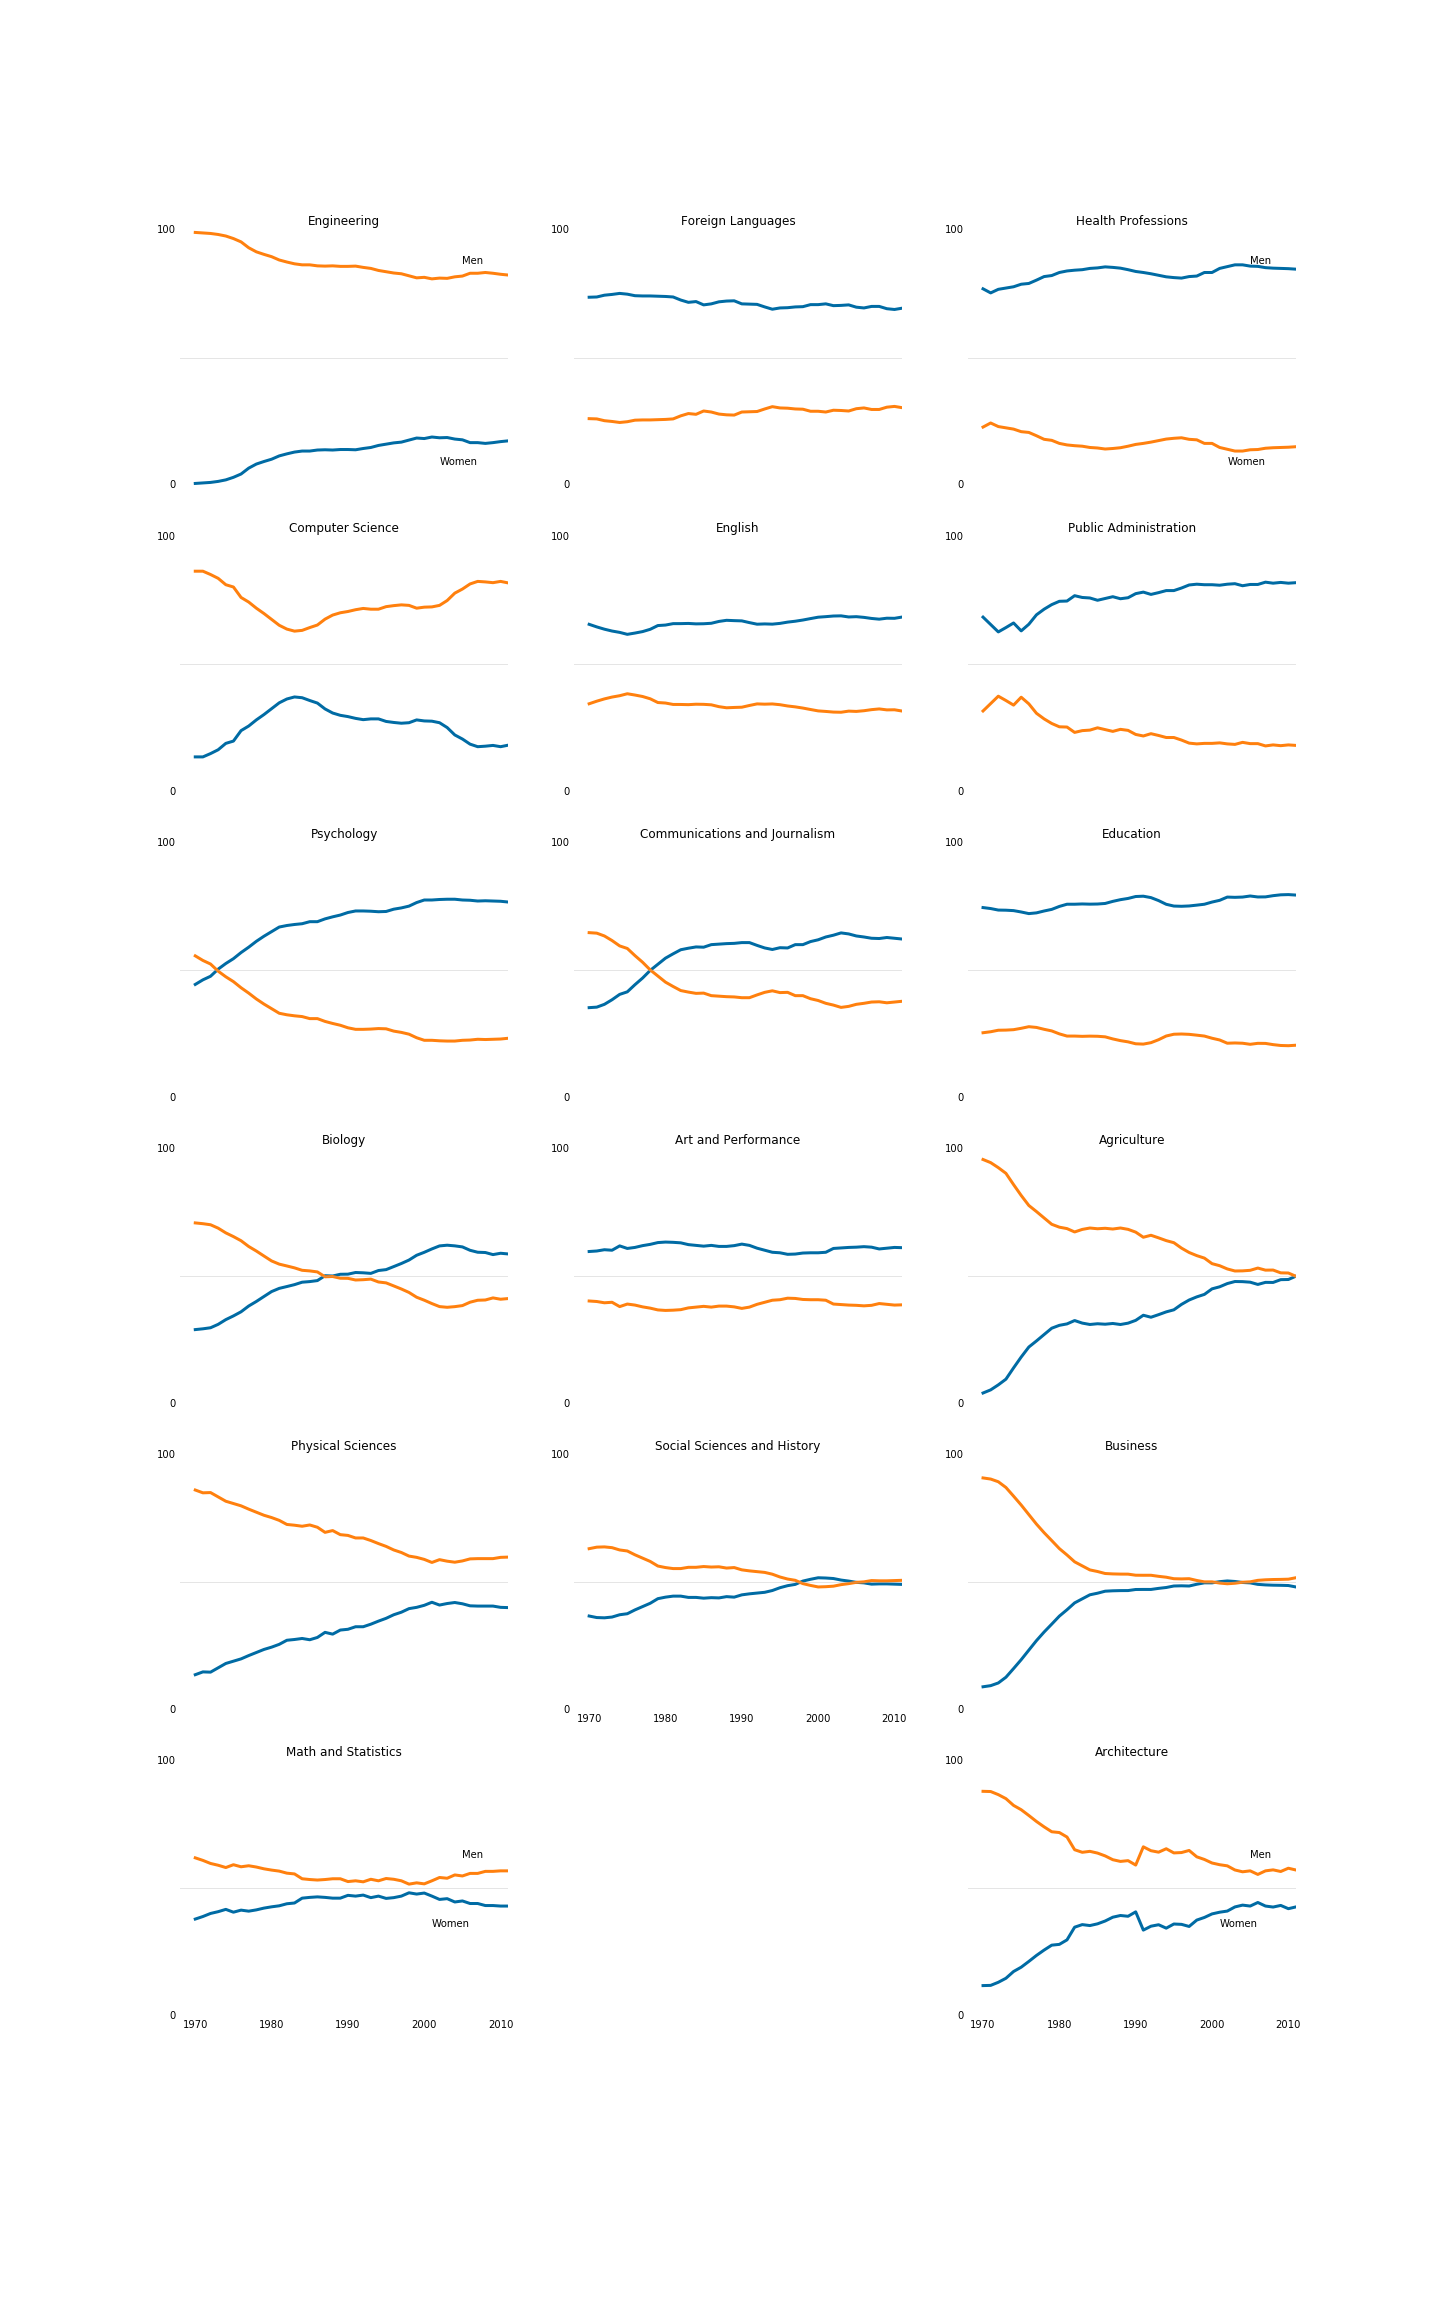 Engineering Foreign Languages Health Professions
100 100 100
Men Men
Women Women
0 0 0
Computer Science English Public Administration
100 100 100
0 0 0
Psychology Communications and Journalism Education
100 100 100
0 0 0
Biology Art and Performance Agriculture
100 100 100
0 0 0
Physical Sciences Social Sciences and History Business
100 100 100
0 0 0
1970 1980 1990 2000 2010
Math and Statistics Architecture
100 100
Men Men
Women Women
0 0
1970 1980 1990 2000 2010 1970 1980 1990 2000 2010